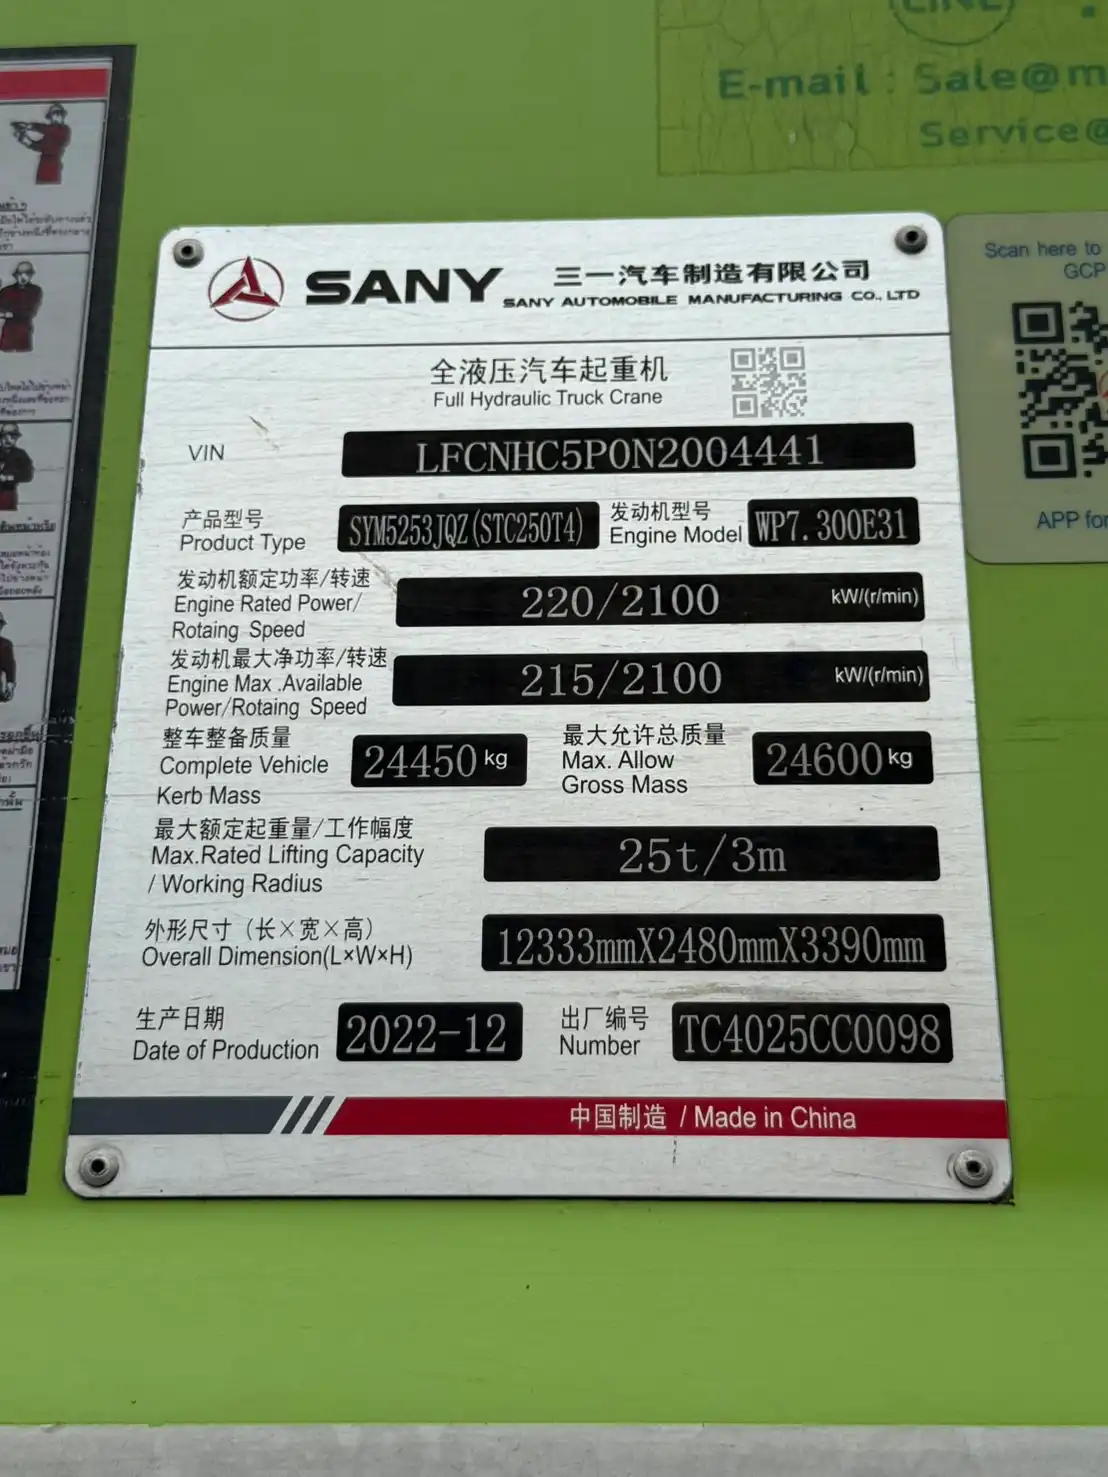 E-mail : Sale@m
Service@
SANY
三一汽车制造有限公司
SANY AUTOMOBILE MANUFACTURING CO., LTD
Scan here to
GCP
全液压汽车起重机
Full Hydraulic Truck Crane
VIN LFCNHC5P0N2004441
产品型号
Product Type SYM5253JQZ(STC250T4)
发动机型号
Engine Model WP7.300E31
APP for
发动机额定功率/转速
Engine Rated Power/
Rotaing Speed
220/2100 kW/(r/min)
发动机最大净功率/转速
Engine Max .Available
Power/Rotaing Speed
215/2100 kW/(r/min)
整车整备质量
Complete Vehicle
Kerb Mass
24450 kg
最大允许总质量
Max. Allow
Gross Mass
24600 kg
最大额定起重量/工作幅度
Max.Rated Lifting Capacity
/ Working Radius
25t/3m
外形尺寸（长×宽×高）
Overall Dimension(L×W×H)
12333mmX2480mmX3390mm
生产日期
Date of Production 2022-12
出厂编号
Number TC4025CC0098
中国制造 / Made in China